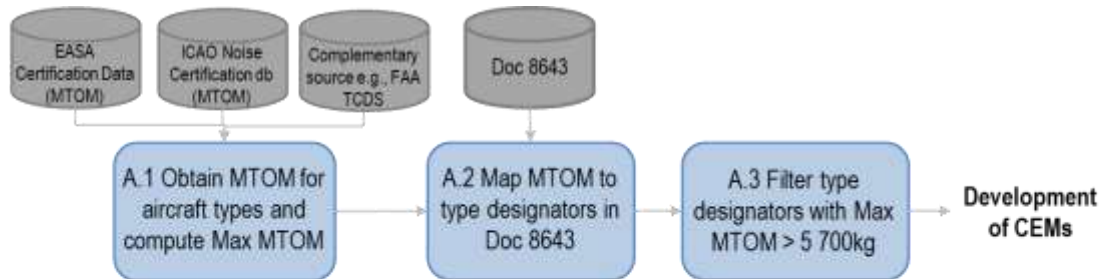 EASA
Certification Data
(MTOM)
ICAO Noise
Certification db
(MTOM)
Complementary
source e.g., FAA
TCDS
Doc 8643
A.1 Obtain MTOM for
aircraft types and
compute Max MTOM
A.2 Map MTOM to
type designators in
Doc 8643
A.3 Filter type
designators with Max
MTOM > 5 700kg
Development
of CEMs